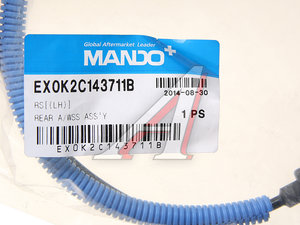 Global Aftermarket Leader
MANDO
EX0K2C143711B
2014-08-30
RS[(LH)]
REAR A/WSS ASS'Y
1 PS
EX0K2C143711B